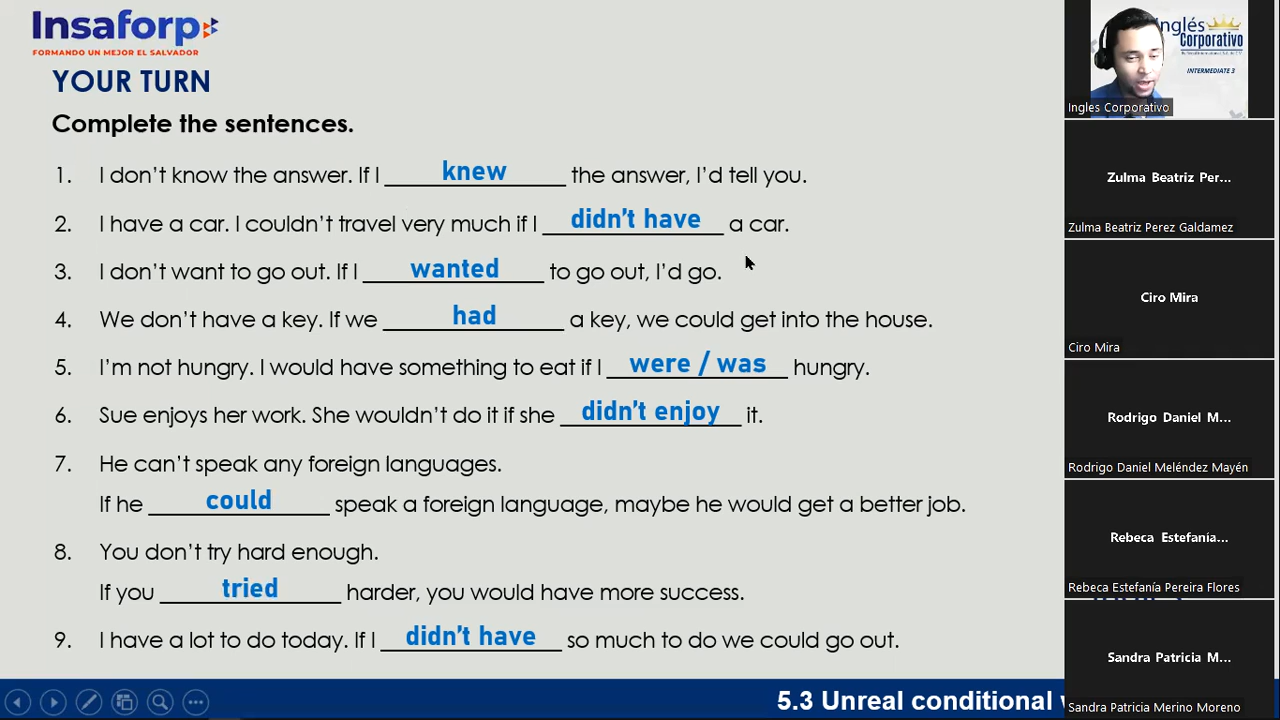 Insaforp
FORMANDO UN MEJOR EL SALVADOR
YOUR TURN
Complete the sentences.
1. I don't know the answer. If I knew the answer, I'd tell you.
2. I have a car. I couldn't travel very much if I didn't have a car.
3. I don't want to go out. If I wanted to go out, I'd go.
4. We don't have a key. If we had a key, we could get into the house.
5. I'm not hungry. I would have something to eat if I were / was hungry.
6. Sue enjoys her work. She wouldn't do it if she didn't enjoy it.
7. He can't speak any foreign languages.
If he could speak a foreign language, maybe he would get a better job.
8. You don't try hard enough.
If you tried harder, you would have more success.
9. I have a lot to do today. If I didn't have so much to do we could go out.
5.3 Unreal conditional
Inglés
Corporativo
INTERMEDIATE 3
Ingles Corporativo
Zulma Beatriz Per...
Zulma Beatriz Perez Galdamez
Ciro Mira
Ciro Mira
Rodrigo Daniel M...
Rodrigo Daniel Meléndez Mayén
Rebeca Estefanía...
Rebeca Estefanía Pereira Flores
Sandra Patricia M...
Sandra Patricia Merino Moreno